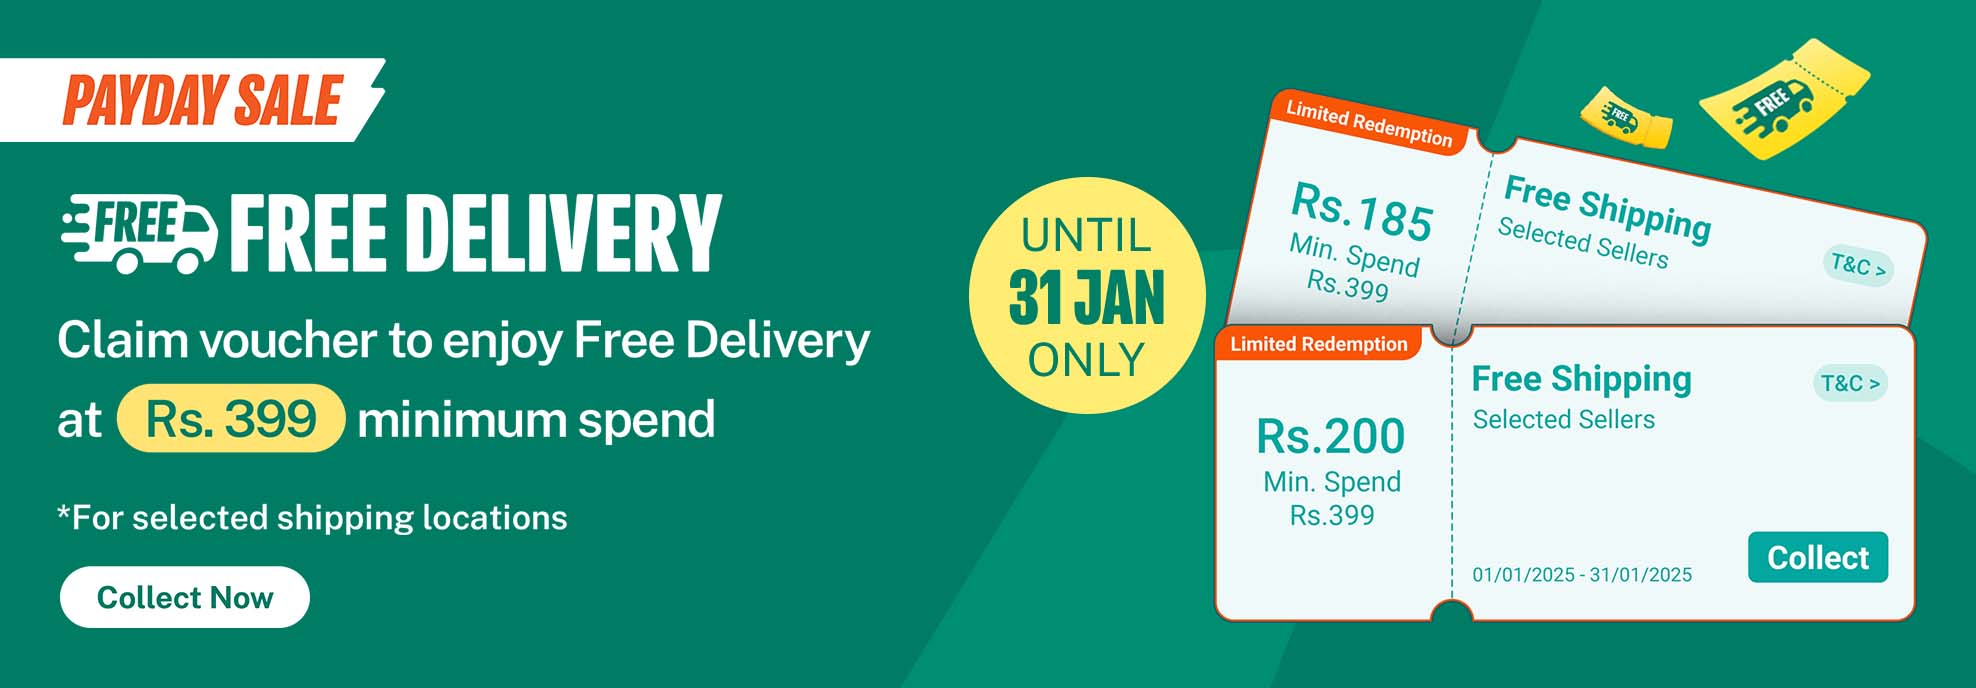 PAYDAY SALE
FREE FREE DELIVERY
Claim voucher to enjoy Free Delivery
at Rs. 399 minimum spend
*For selected shipping locations
Collect Now
UNTIL
31 JAN
ONLY
FREE
FREE
Limited Redemption
Rs.185
Min. Spend
Rs.399
Free Shipping
Selected Sellers
T&C >
Limited Redemption
Rs.200
Min. Spend
Rs.399
Free Shipping
Selected Sellers
T&C >
01/01/2025 - 31/01/2025
Collect